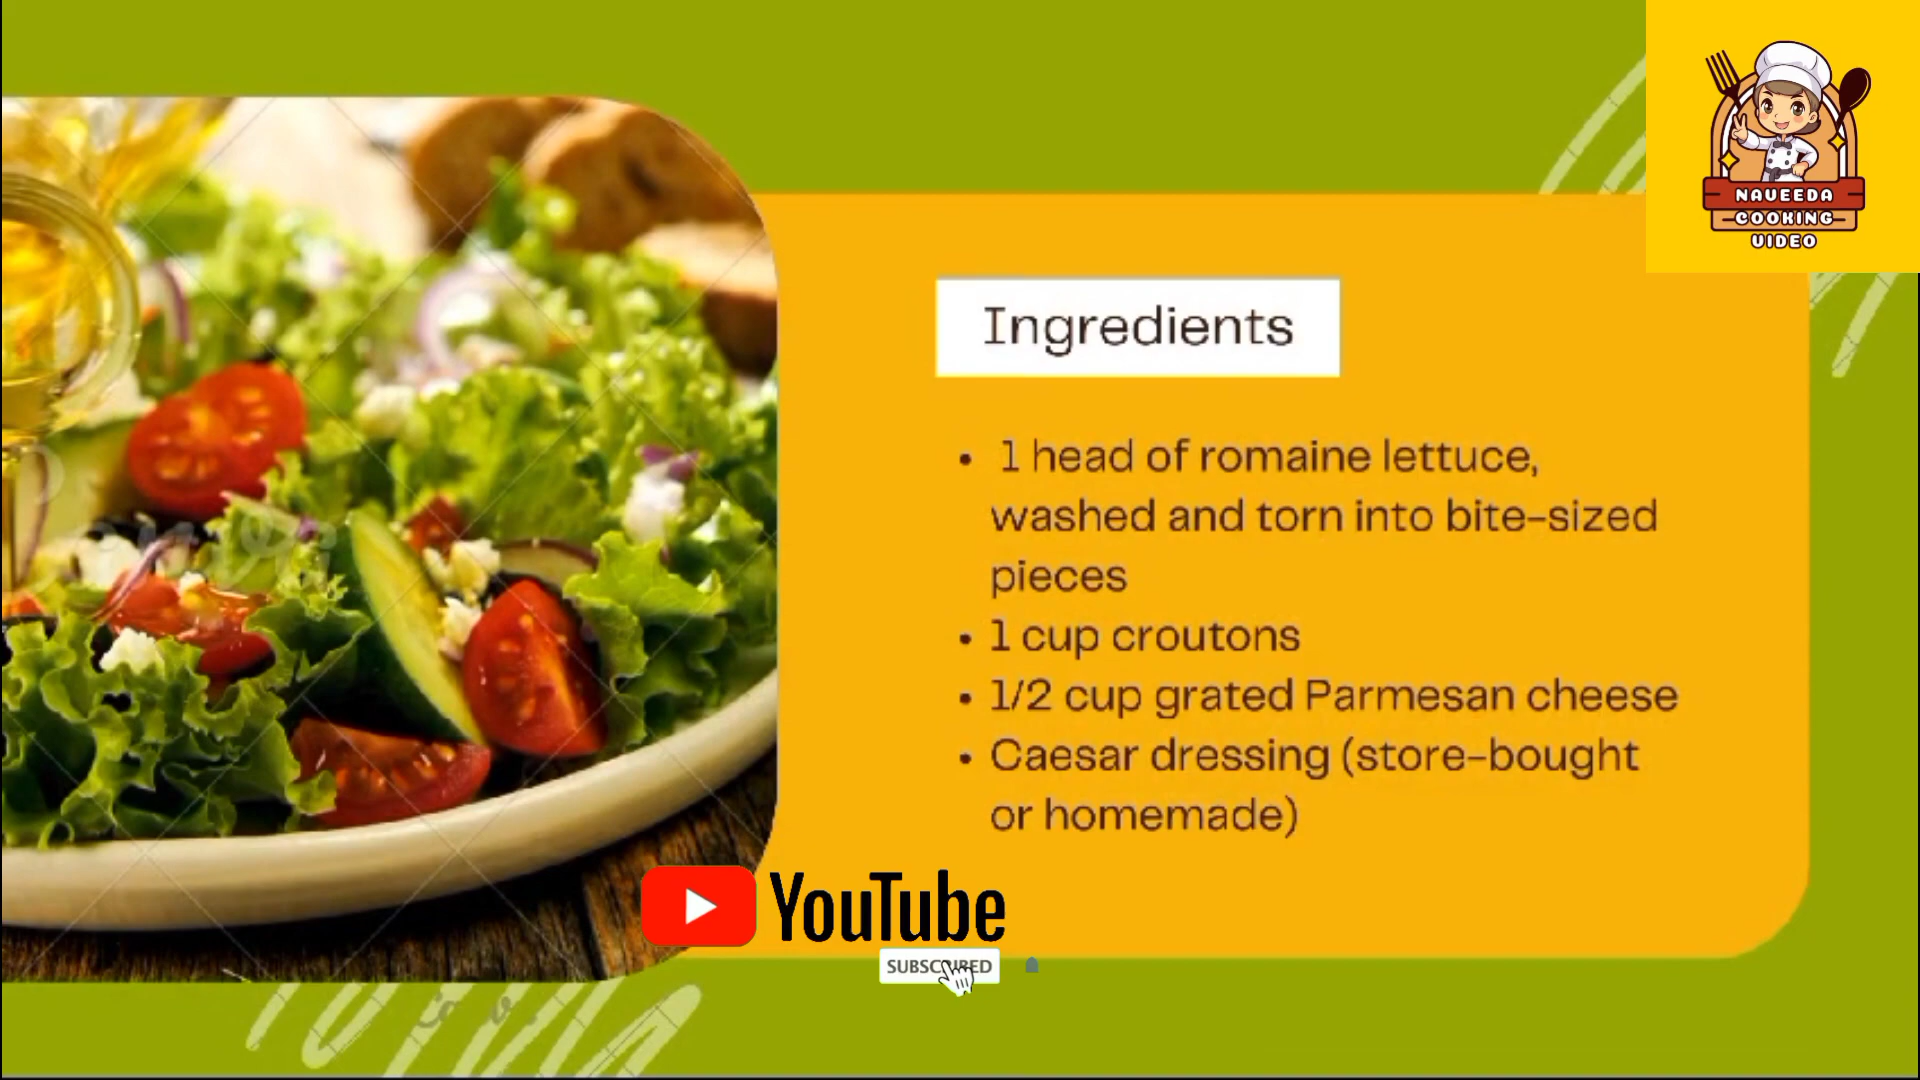 NAVEEDA
COOKING
VIDEO
Ingredients
• 1 head of romaine lettuce,
washed and torn into bite-sized
pieces
• 1 cup croutons
• 1/2 cup grated Parmesan cheese
• Caesar dressing (store-bought
or homemade)
YouTube
SUBSCRIBED